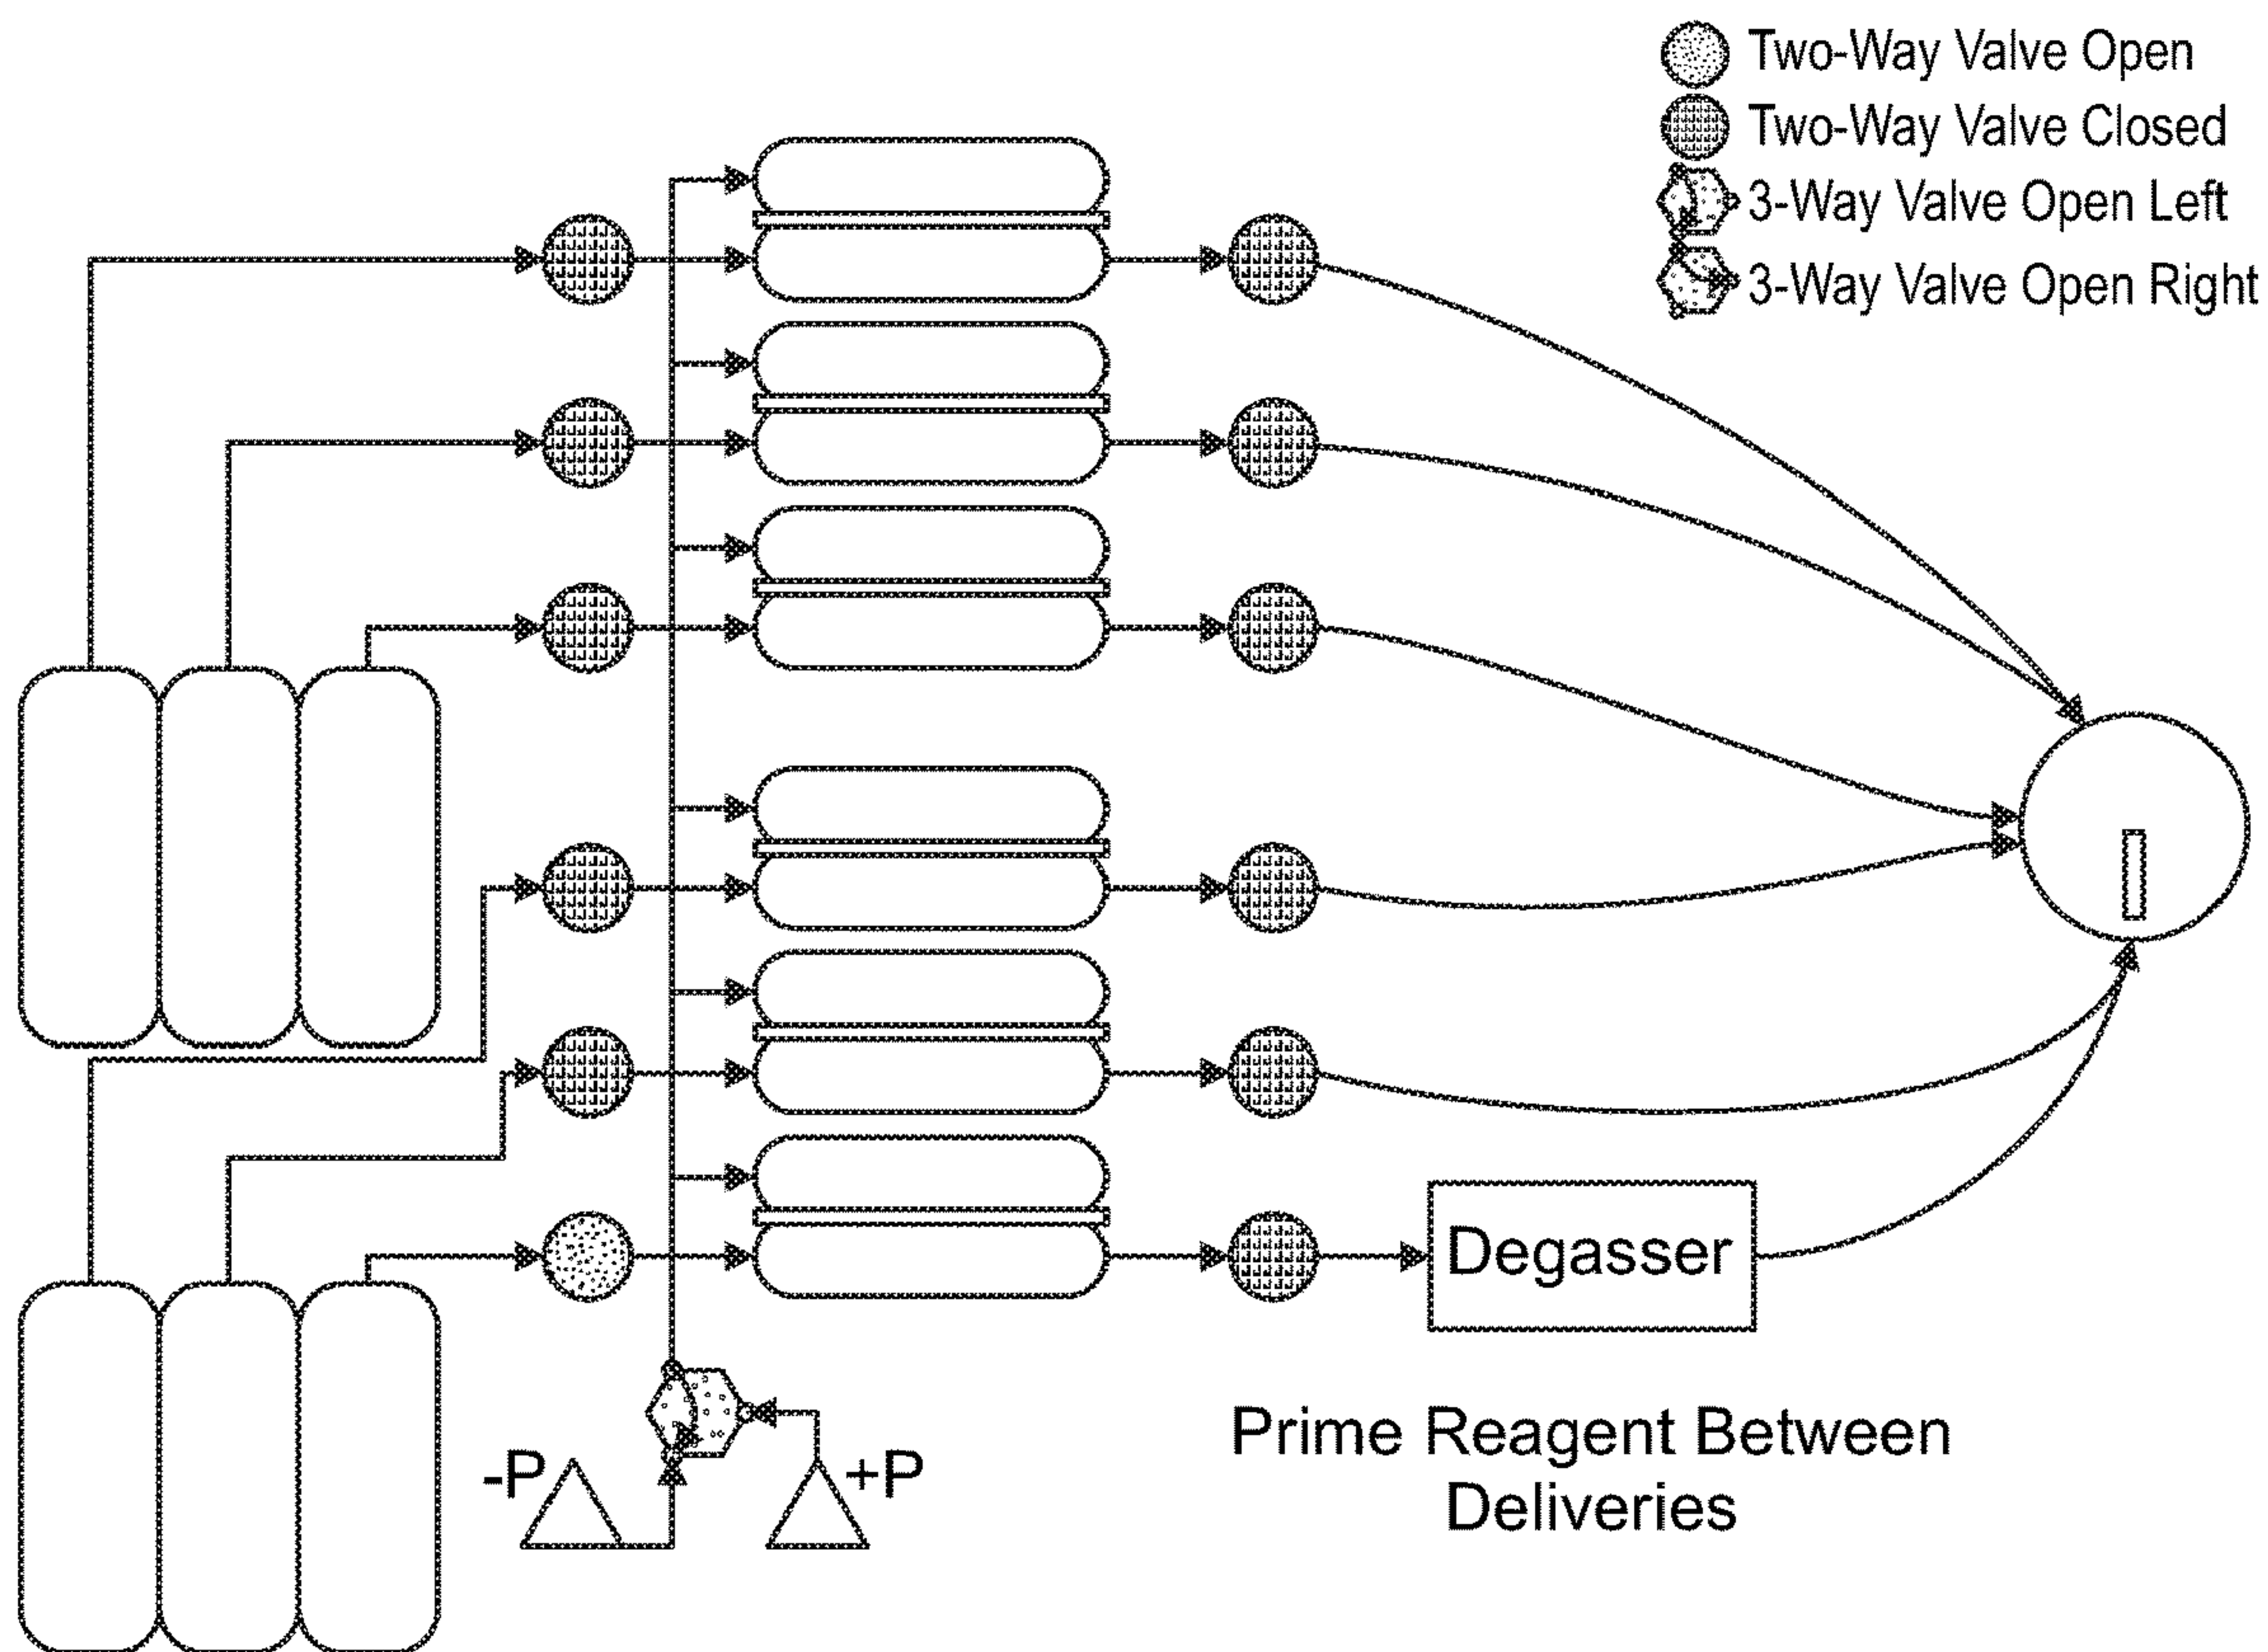 Two-Way Valve Open
Two-Way Valve Closed
3-Way Valve Open Left
3-Way Valve Open Right
Degasser
-P
+P
Prime Reagent Between
Deliveries